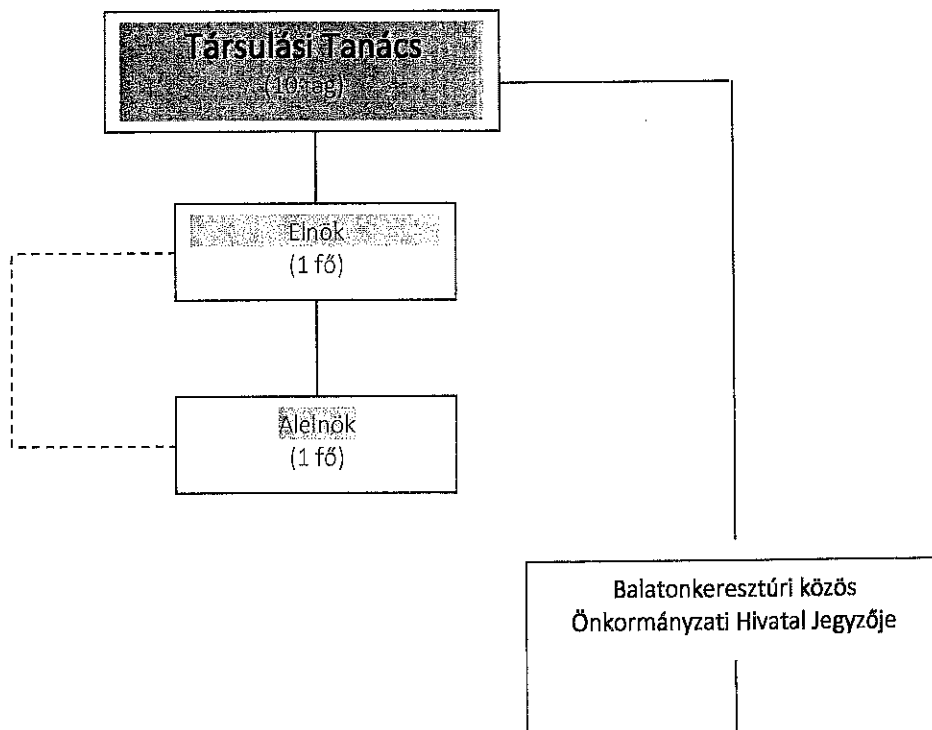 Társulási Tanács
(10 tag)
Elnök
(1 fő)
Alelnök
(1 fő)
Balatonkeresztúri közös
Önkormányzati Hivatal Jegyzője